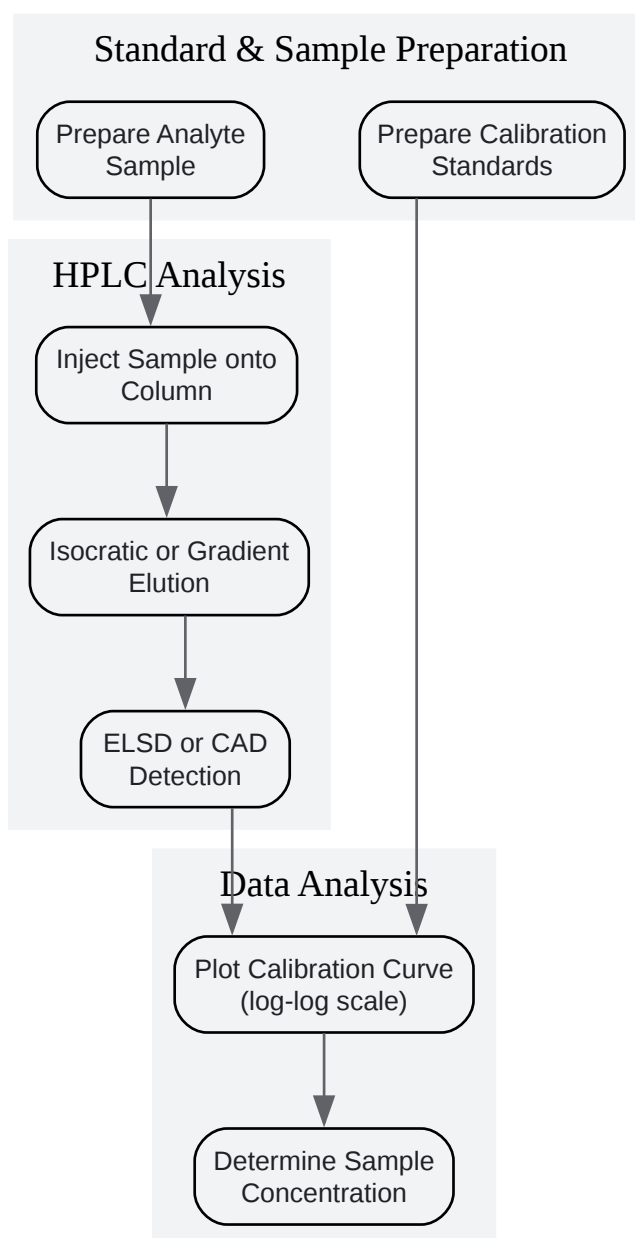 Standard & Sample Preparation
Prepare Analyte
Sample
Prepare Calibration
Standards
HPLC Analysis
Inject Sample onto
Column
Isocratic or Gradient
Elution
ELSD or CAD
Detection
Data Analysis
Plot Calibration Curve
(log-log scale)
Determine Sample
Concentration